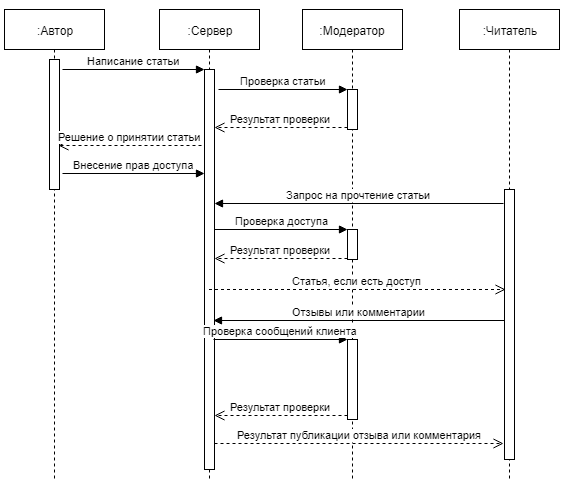 :Автор
:Сервер
:Модератор
:Читатель
Написание статьи
Проверка статьи
Результат проверки
Решение о принятии статьи
Внесение прав доступа
Запрос на прочтение статьи
Проверка доступа
Результат проверки
Статья, если есть доступ
Отзывы или комментарии
Проверка сообщений клиента
Результат проверки
Результат публикации отзыва или комментария